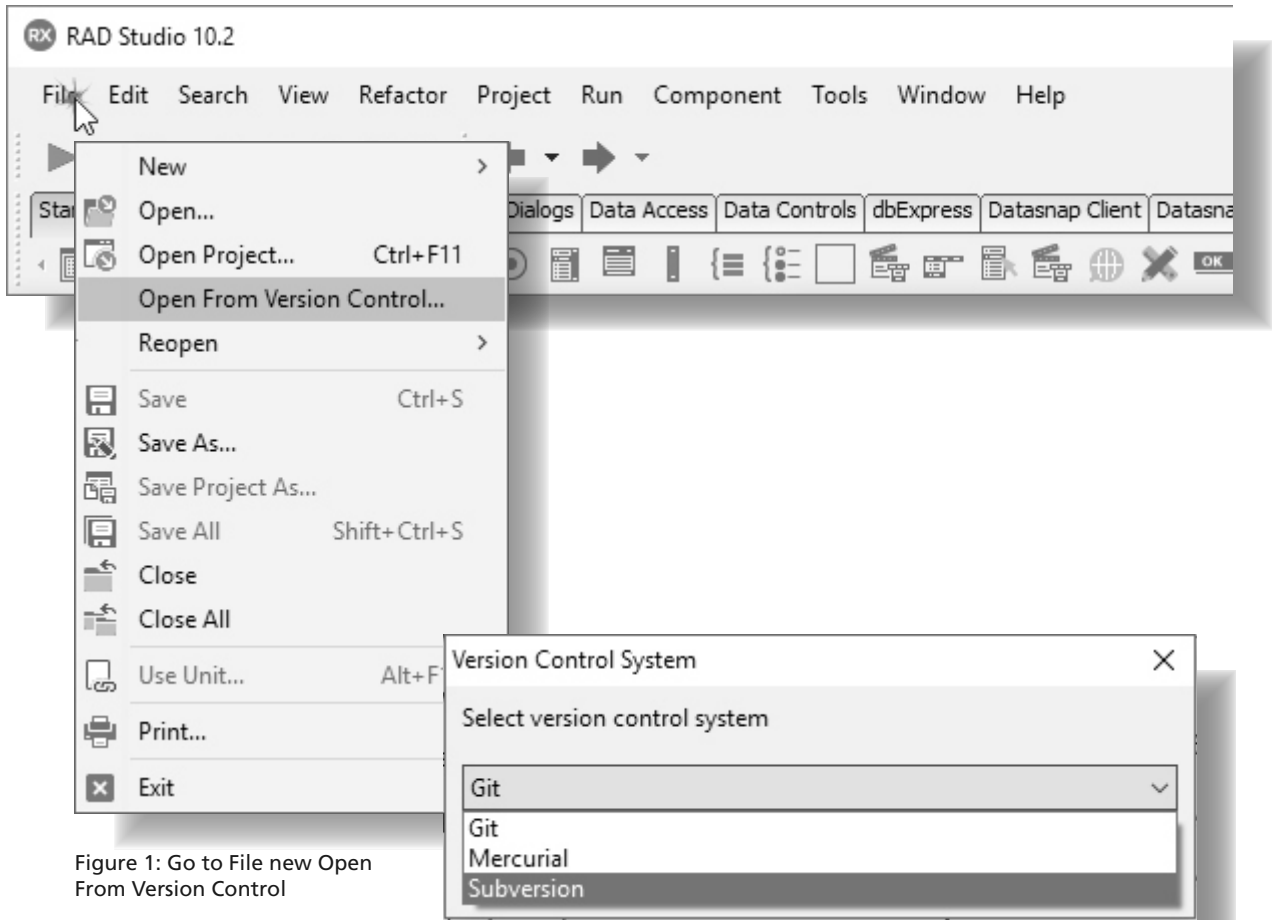 RX RAD Studio 10.2
File Edit Search View Refactor Project Run Component Tools Window Help
Dialogs Data Access Data Controls dbExpress Datasnap Client
OK
New
Open...
Open Project... Ctrl+F11
Open From Version Control...
Reopen
Save Ctrl+S
Save As...
Save Project As...
Save All Shift+Ctrl+S
Close
Close All
Use Unit...
Print...
Exit
Version Control System
Select version control system
Git
Git
Mercurial
Subversion
Figure 1: Go to File new Open
From Version Control